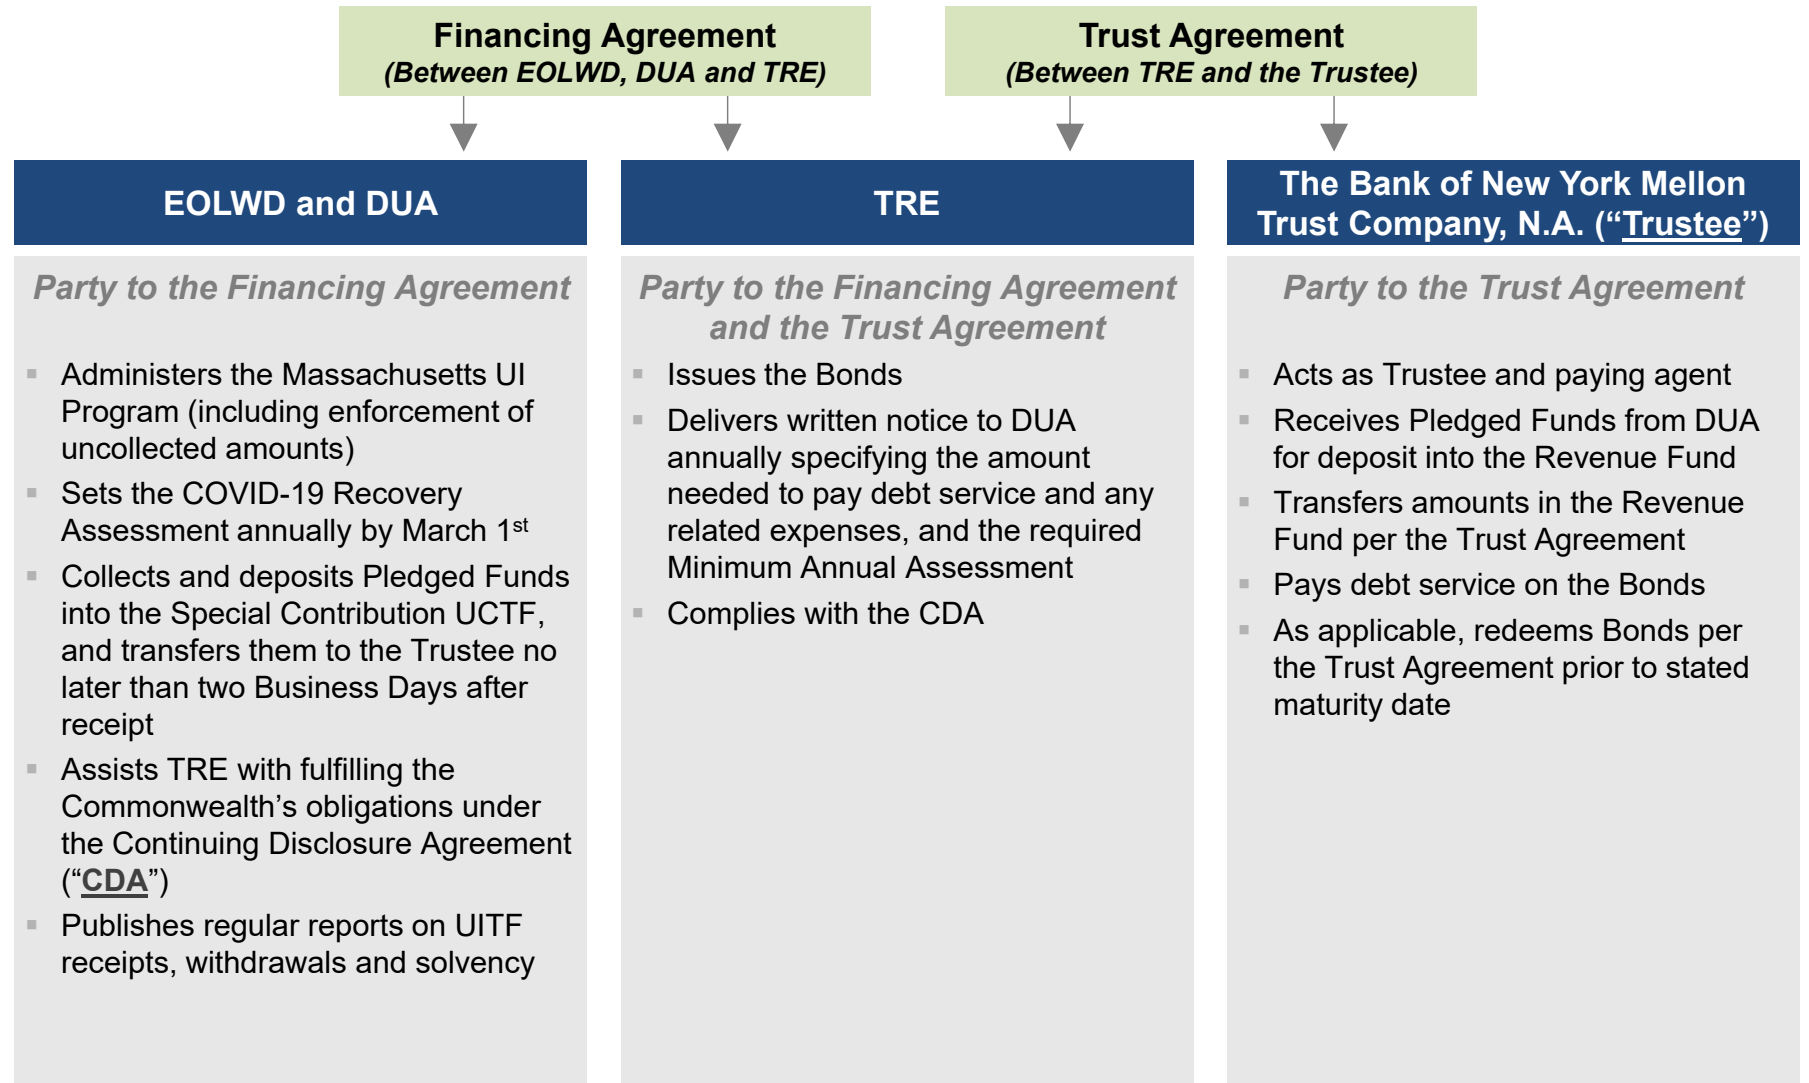 Financing Agreement
(Between EOLWD, DUA and TRE)
Trust Agreement
(Between TRE and the Trustee)
EOLWD and DUA
Party to the Financing Agreement
▪ Administers the Massachusetts UI
Program (including enforcement of
uncollected amounts)
▪ Sets the COVID-19 Recovery
Assessment annually by March 1st
▪ Collects and deposits Pledged Funds
into the Special Contribution UCTF,
and transfers them to the Trustee no
later than two Business Days after
receipt
▪ Assists TRE with fulfilling the
Commonwealth’s obligations under
the Continuing Disclosure Agreement
(“CDA”)
▪ Publishes regular reports on UITF
receipts, withdrawals and solvency
TRE
Party to the Financing Agreement
and the Trust Agreement
▪ Issues the Bonds
▪ Delivers written notice to DUA
annually specifying the amount
needed to pay debt service and any
related expenses, and the required
Minimum Annual Assessment
▪ Complies with the CDA
The Bank of New York Mellon
Trust Company, N.A. (“Trustee”)
Party to the Trust Agreement
▪ Acts as Trustee and paying agent
▪ Receives Pledged Funds from DUA
for deposit into the Revenue Fund
▪ Transfers amounts in the Revenue
Fund per the Trust Agreement
▪ Pays debt service on the Bonds
▪ As applicable, redeems Bonds per
the Trust Agreement prior to stated
maturity date